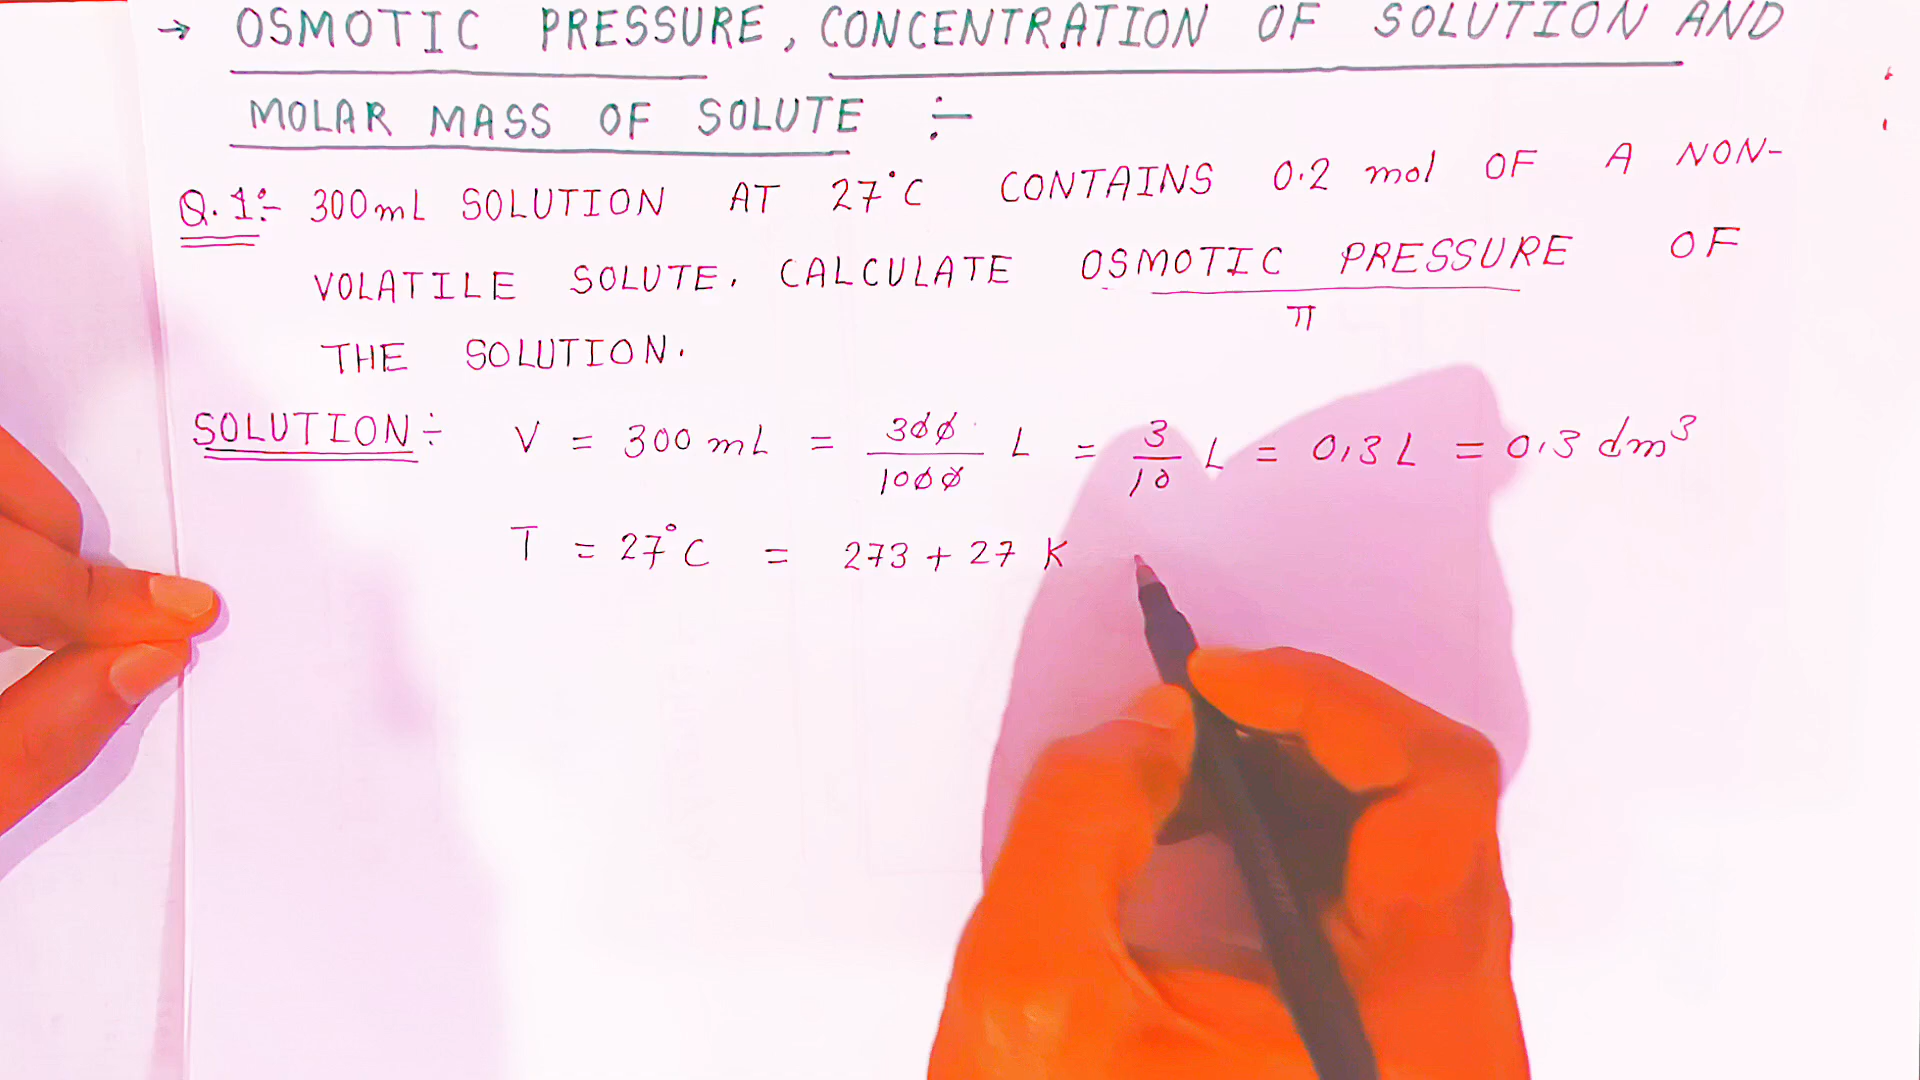 → OSMOTIC PRESSURE, CONCENTRATION OF SOLUTION AND
MOLAR MASS OF SOLUTE :-
Q.1:- 300mL SOLUTION AT 27°C CONTAINS 0.2 mol OF A NON-
VOLATILE SOLUTE. CALCULATE OSMOTIC PRESSURE OF
π
THE SOLUTION.
SOLUTION:- V = 300 mL = 300/1000 L = 3/10 L = 0.3 L = 0.3 dm³
T = 27°C = 273 + 27 K